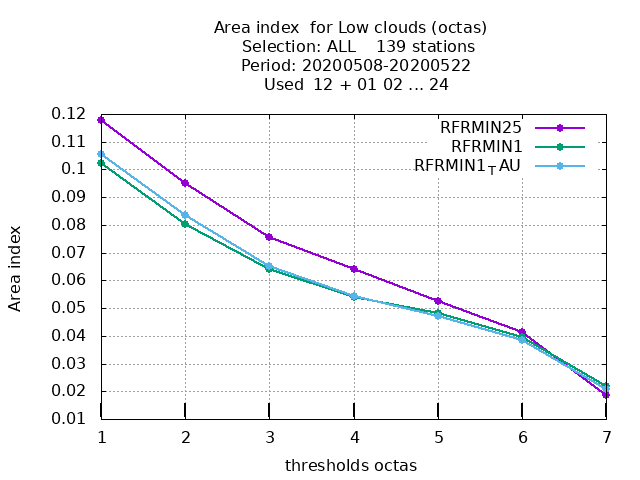 Area index  for Low clouds (octas)
Selection: ALL    139 stations
Period: 20200508-20200522
Used  12 + 01 02 ... 24
RFRMIN25
RFRMIN1
RFRMIN1TAU
0.12
0.11
0.1
0.09
0.08
0.07
0.06
0.05
0.04
0.03
0.02
0.01
Area index
1 2 3 4 5 6 7
thresholds octas